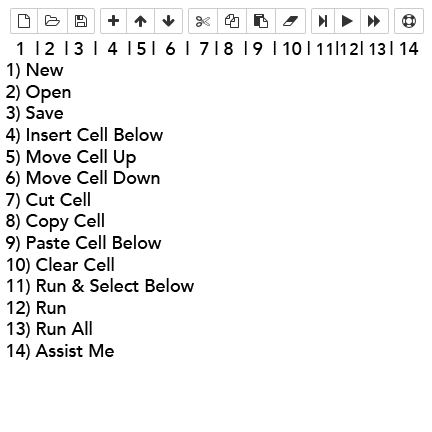 1 | 2 | 3 | 4 | 5 | 6 | 7 | 8 | 9 | 10 | 11|12| 13 | 14
1) New
2) Open
3) Save
4) Insert Cell Below
5) Move Cell Up
6) Move Cell Down
7) Cut Cell
8) Copy Cell
9) Paste Cell Below
10) Clear Cell
11) Run & Select Below
12) Run
13) Run All
14) Assist Me